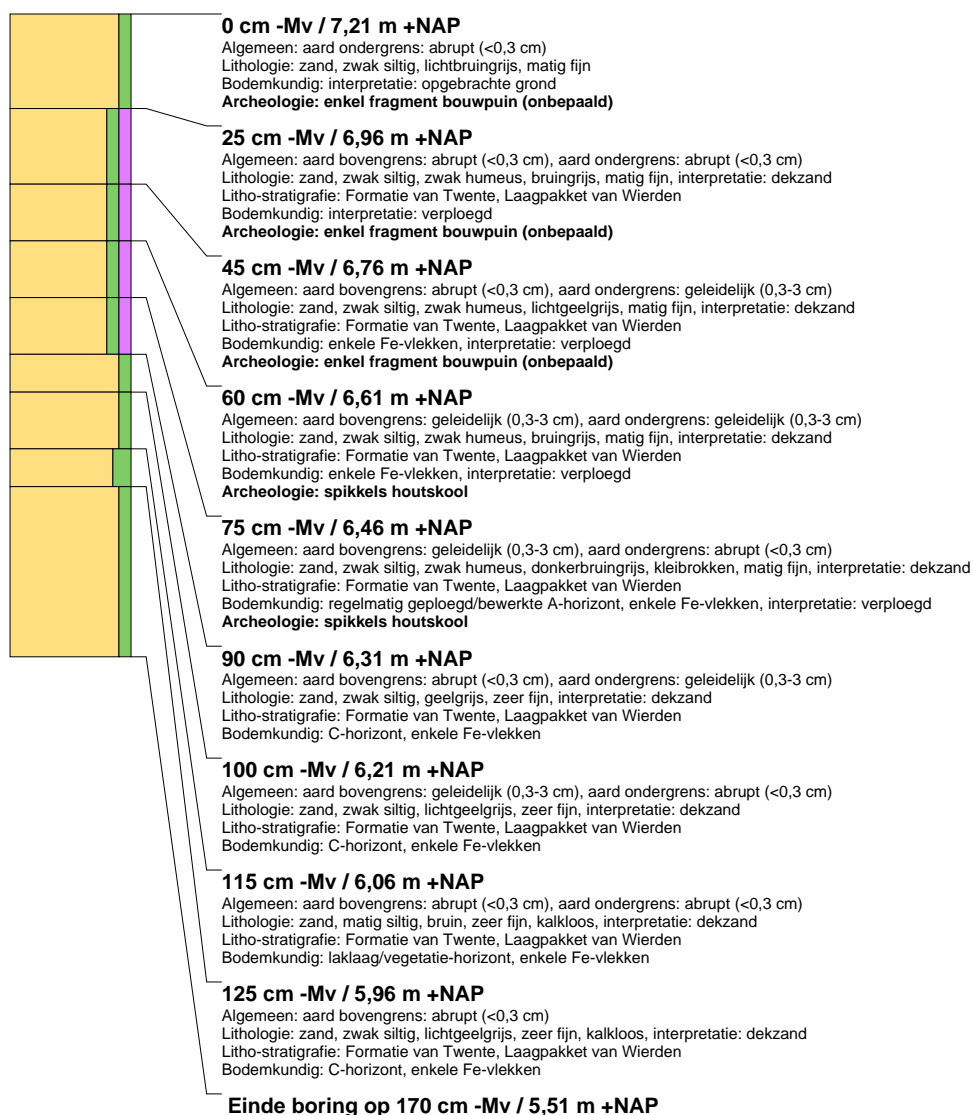 0 cm -Mv / 7,21 m +NAP
Algemeen: aard ondergrens: abrupt (<0,3 cm)
Lithologie: zand, zwak siltig, lichtbruingrijs, matig fijn
Bodemkundig: interpretatie: opgebrachte grond
Archeologie: enkel fragment bouwpuin (onbepaald)
25 cm -Mv / 6,96 m +NAP
Algemeen: aard bovengrens: abrupt (<0,3 cm), aard ondergrens: abrupt (<0,3 cm)
Lithologie: zand, zwak siltig, zwak humeus, bruingrijs, matig fijn, interpretatie: dekzand
Litho-stratigrafie: Formatie van Twente, Laagpakket van Wierden
Bodemkundig: interpretatie: verploegd
Archeologie: enkel fragment bouwpuin (onbepaald)
45 cm -Mv / 6,76 m +NAP
Algemeen: aard bovengrens: abrupt (<0,3 cm), aard ondergrens: geleidelijk (0,3-3 cm)
Lithologie: zand, zwak siltig, zwak humeus, lichtgeelgrijs, matig fijn, interpretatie: dekzand
Litho-stratigrafie: Formatie van Twente, Laagpakket van Wierden
Bodemkundig: enkele Fe-vlekken, interpretatie: verploegd
Archeologie: enkel fragment bouwpuin (onbepaald)
60 cm -Mv / 6,61 m +NAP
Algemeen: aard bovengrens: geleidelijk (0,3-3 cm), aard ondergrens: geleidelijk (0,3-3 cm)
Lithologie: zand, zwak siltig, zwak humeus, bruingrijs, matig fijn, interpretatie: dekzand
Litho-stratigrafie: Formatie van Twente, Laagpakket van Wierden
Bodemkundig: enkele Fe-vlekken, interpretatie: verploegd
Archeologie: spikkels houtskool
75 cm -Mv / 6,46 m +NAP
Algemeen: aard bovengrens: geleidelijk (0,3-3 cm), aard ondergrens: abrupt (<0,3 cm)
Lithologie: zand, zwak siltig, zwak humeus, donkerbruingrijs, kleibrokken, matig fijn, interpretatie: dekzand
Litho-stratigrafie: Formatie van Twente, Laagpakket van Wierden
Bodemkundig: regelmatig geploegd/bewerkte A-horizont, enkele Fe-vlekken, interpretatie: verploegd
Archeologie: spikkels houtskool
90 cm -Mv / 6,31 m +NAP
Algemeen: aard bovengrens: abrupt (<0,3 cm), aard ondergrens: geleidelijk (0,3-3 cm)
Lithologie: zand, zwak siltig, geelgrijs, zeer fijn, interpretatie: dekzand
Litho-stratigrafie: Formatie van Twente, Laagpakket van Wierden
Bodemkundig: C-horizont, enkele Fe-vlekken
100 cm -Mv / 6,21 m +NAP
Algemeen: aard bovengrens: geleidelijk (0,3-3 cm), aard ondergrens: abrupt (<0,3 cm)
Lithologie: zand, zwak siltig, lichtgeelgrijs, zeer fijn, interpretatie: dekzand
Litho-stratigrafie: Formatie van Twente, Laagpakket van Wierden
Bodemkundig: C-horizont, enkele Fe-vlekken
115 cm -Mv / 6,06 m +NAP
Algemeen: aard bovengrens: abrupt (<0,3 cm), aard ondergrens: abrupt (<0,3 cm)
Lithologie: zand, matig siltig, bruin, zeer fijn, kalkloos, interpretatie: dekzand
Litho-stratigrafie: Formatie van Twente, Laagpakket van Wierden
Bodemkundig: laklaag/vegetatie-horizont, enkele Fe-vlekken
125 cm -Mv / 5,96 m +NAP
Algemeen: aard bovengrens: abrupt (<0,3 cm)
Lithologie: zand, zwak siltig, lichtgeelgrijs, zeer fijn, kalkloos, interpretatie: dekzand
Litho-stratigrafie: Formatie van Twente, Laagpakket van Wierden
Bodemkundig: C-horizont, enkele Fe-vlekken
Einde boring op 170 cm -Mv / 5,51 m +NAP